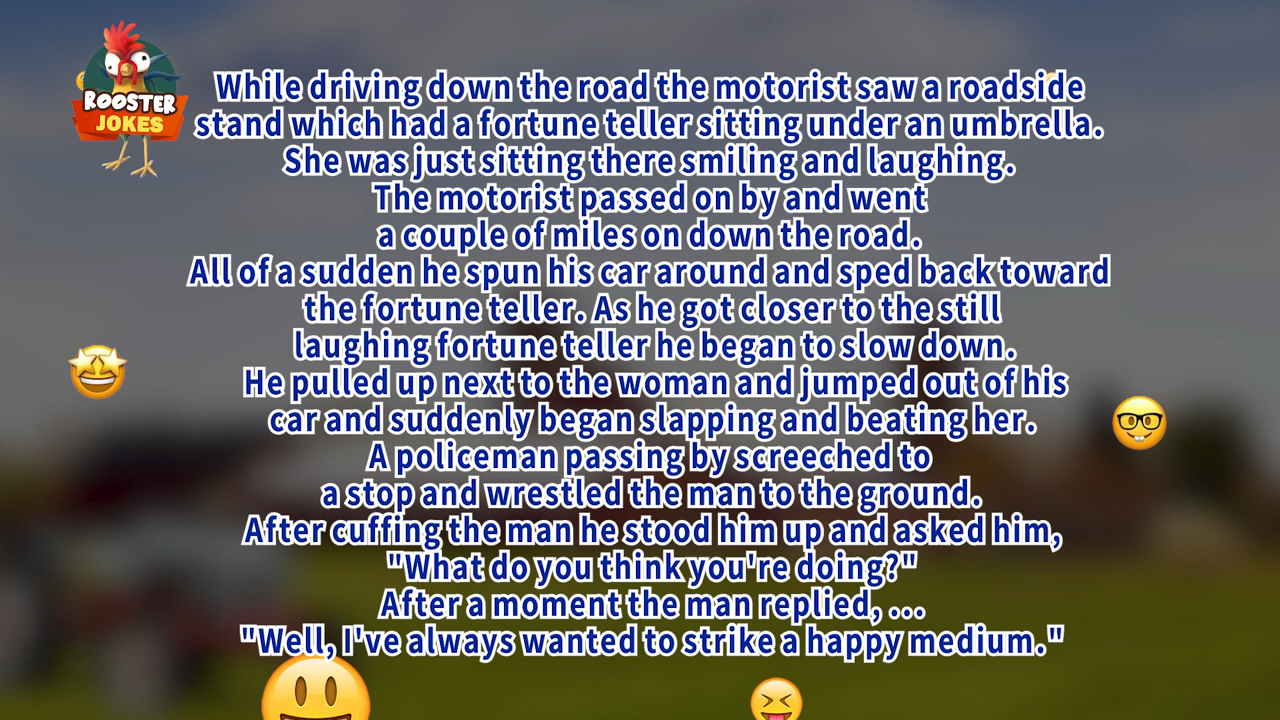 ROOSTER
JOKES
While driving down the road the motorist saw a roadside
stand which had a fortune teller sitting under an umbrella.
She was just sitting there smiling and laughing.
The motorist passed on by and went
a couple of miles on down the road.
All of a sudden he spun his car around and sped back toward
the fortune teller. As he got closer to the still
laughing fortune teller he began to slow down.
He pulled up next to the woman and jumped out of his
car and suddenly began slapping and beating her.
A policeman passing by screeched to
a stop and wrestled the man to the ground.
After cuffing the man he stood him up and asked him,
"What do you think you're doing?"
After a moment the man replied, ...
"Well, I've always wanted to strike a happy medium."